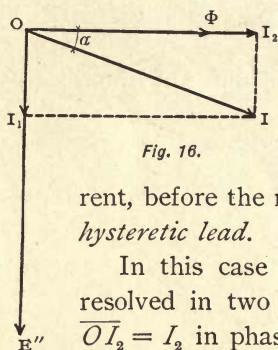 O
Φ
I₂
α
I₁
I
Fig. 16.
rent, before the
hysteretic lead.
In this case
resolved in two
OI₂ = I₂ in phas
E″